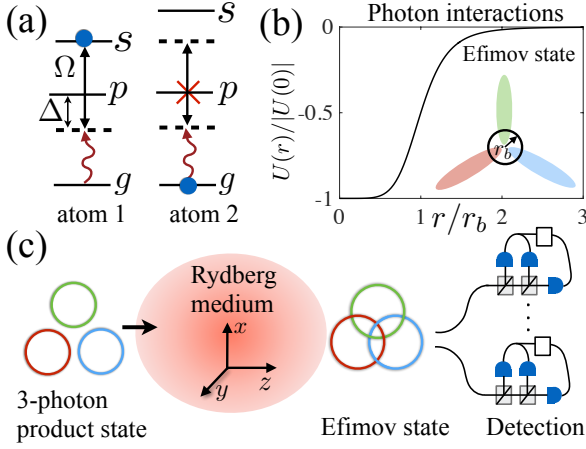 (a)
s
s
Ω
p
p
Δ
g
g
atom 1
atom 2
(b)
Photon interactions
U(r)/|U(0)|
0
-0.5
-1
Efimov state
r_b
0
1
2
3
r/r_b
(c)
3-photon
product state
Rydberg
medium
x
y
z
Efimov state
Detection